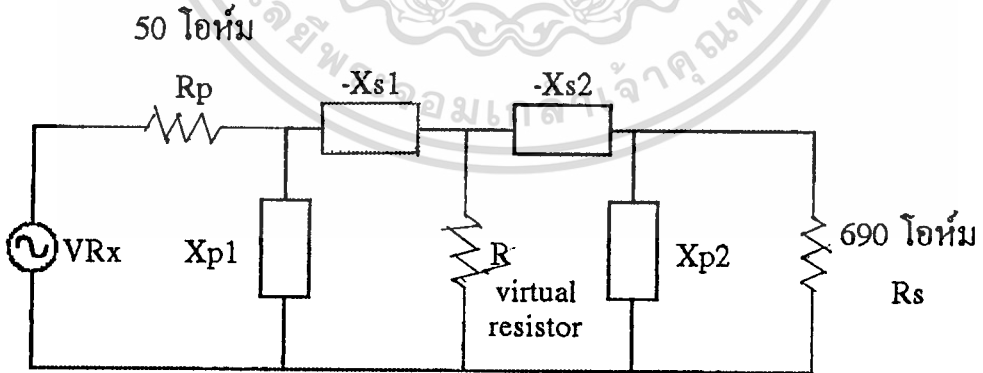 50 โอห์ม
Rp
-Xs1
-Xs2
VRx
Xp1
R
virtual
resistor
Xp2
690 โอห์ม
Rs